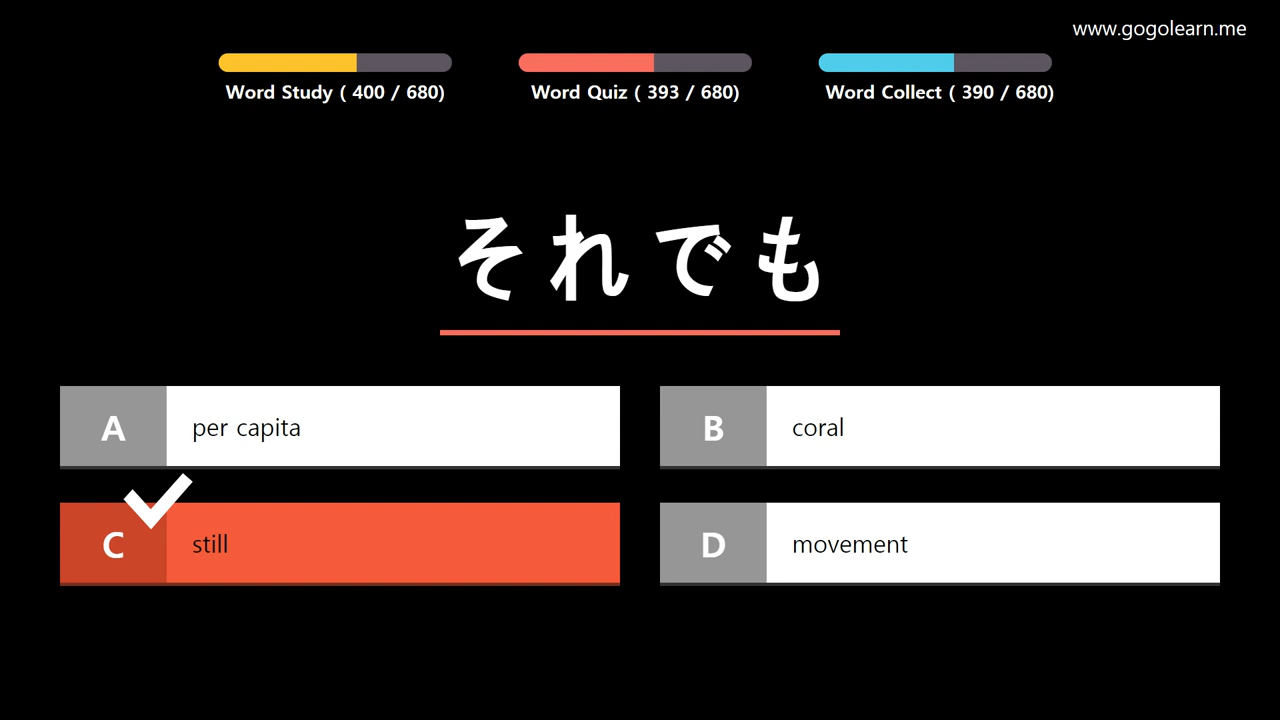 www.gogolearn.me
Word Study ( 400 / 680)
Word Quiz ( 393 / 680)
Word Collect ( 390 / 680)
それでも
A per capita
B coral
C still
D movement